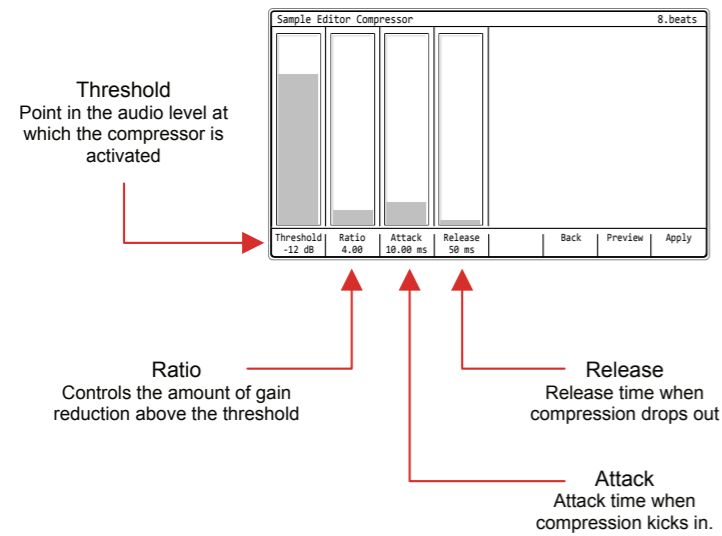 Sample Editor Compressor 8.beats
Threshold
Point in the audio level at
which the compressor is
activated
Threshold Ratio Attack Release Back Preview Apply
-12 dB 4.00 10.00 ms 50 ms
Ratio
Controls the amount of gain
reduction above the threshold
Release
Release time when
compression drops out
Attack
Attack time when
compression kicks in.